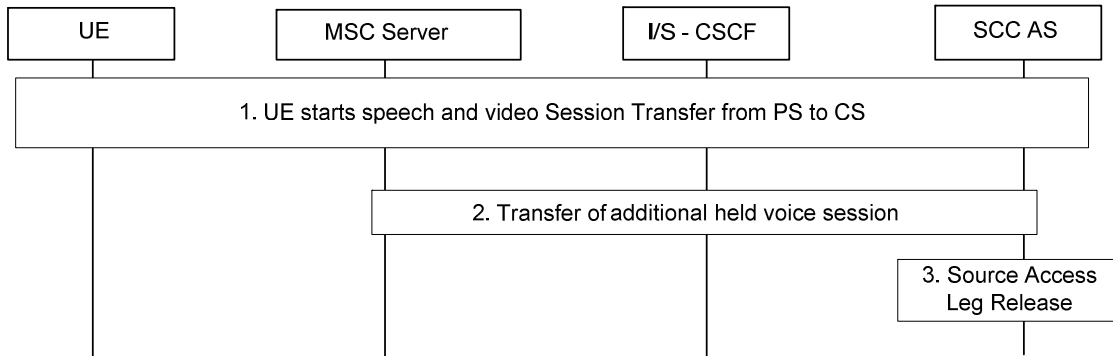 UE
MSC Server
I/S - CSCF
SCC AS
1. UE starts speech and video Session Transfer from PS to CS
2. Transfer of additional held voice session
3. Source Access
Leg Release